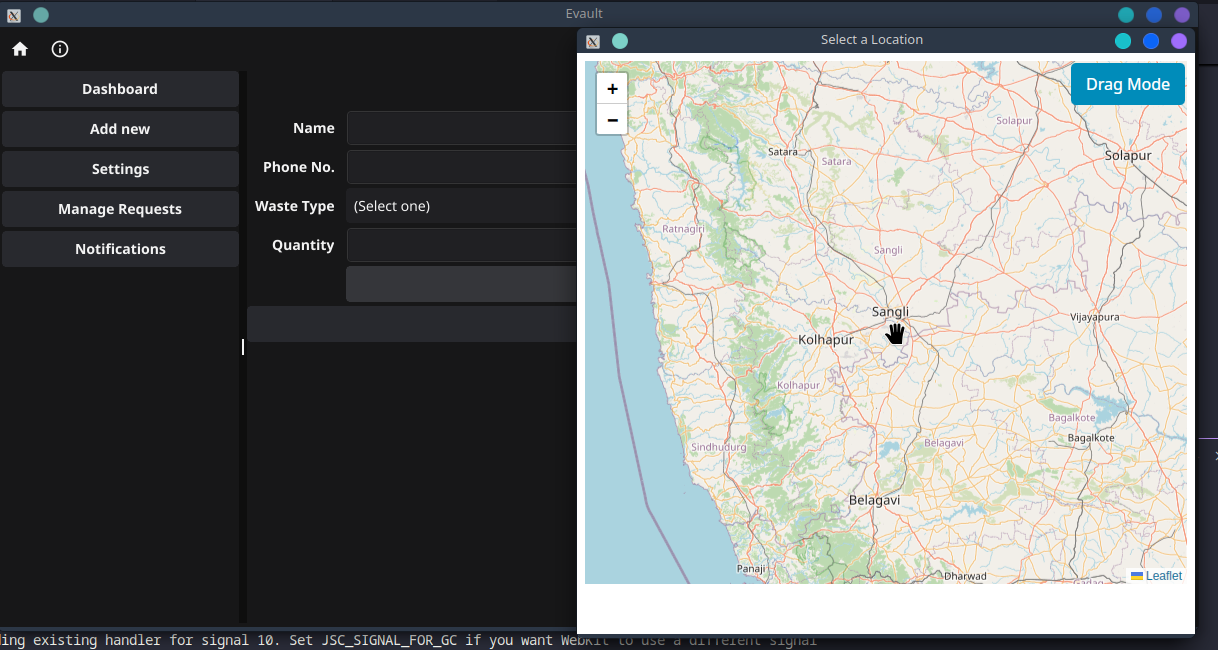 Evault
Select a Location
Dashboard
Add new
Settings
Manage Requests
Notifications
Name
Phone No.
Waste Type
(Select one)
Quantity
+
−
Drag Mode
Solapur
Satara
Satara
Solapur
Ratnagiri
Sangli
Sangli
Vijayapura
Kolhapur
Kolhapur
Bagalkote
Bagalkote
Sindhudurg
Belagavi
Belagavi
Panaji
Dharwad
Gadag
Leaflet
ding existing handler for signal 10. Set JSC_SIGNAL_FOR_GC if you want WebKit to use a different signal